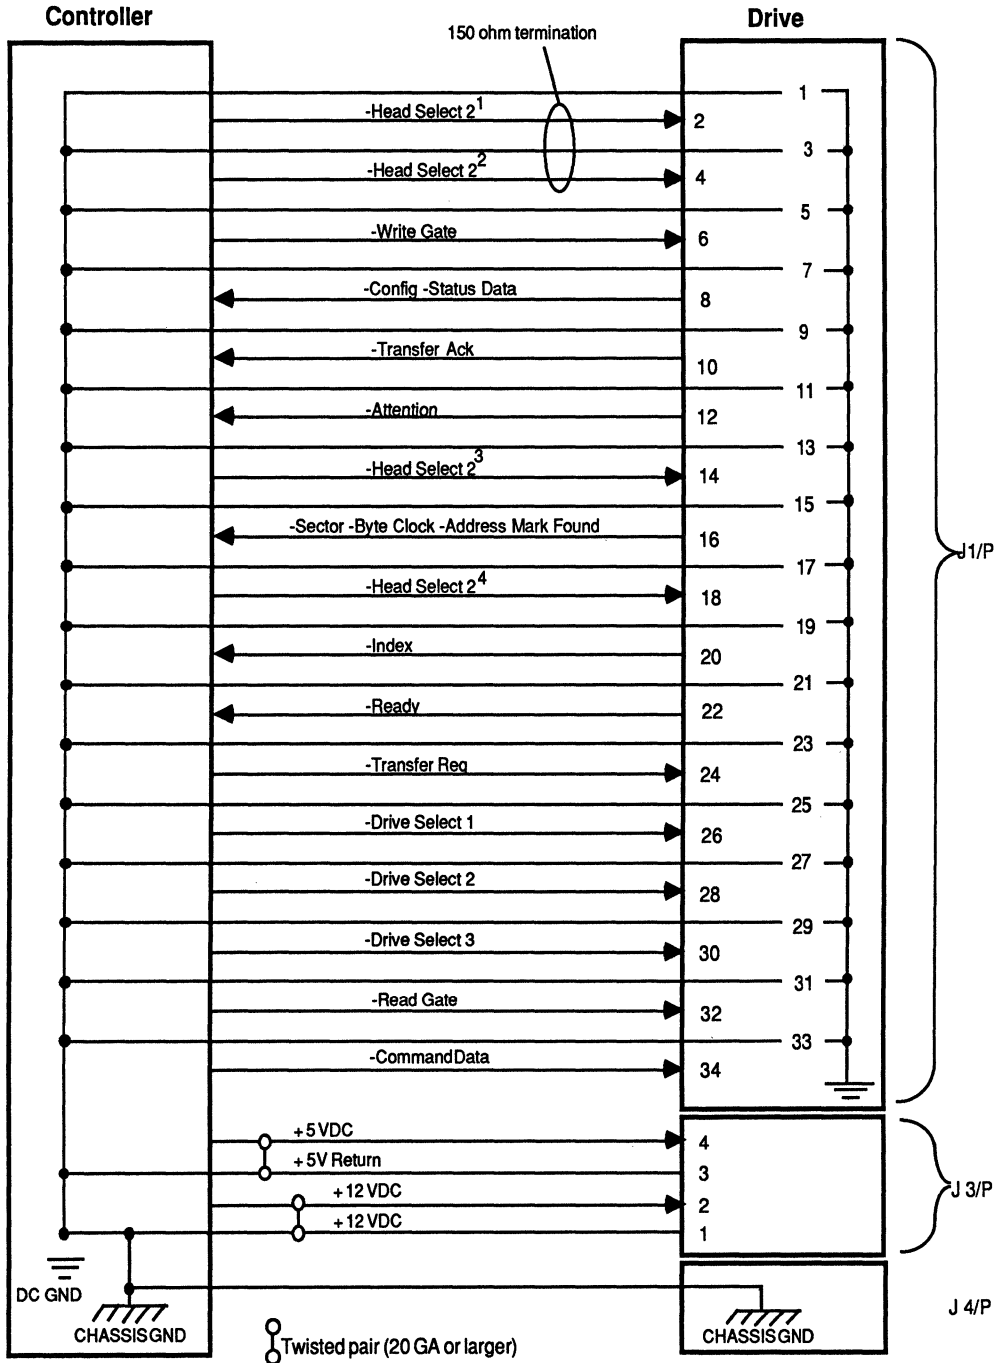 Controller
Drive
150 ohm termination
1
-Head Select 2^1
2
3
-Head Select 2^2
4
5
-Write Gate
6
7
-Config -Status Data
8
9
-Transfer Ack
10
11
-Attention
12
13
-Head Select 2^3
14
15
-Sector -Byte Clock -Address Mark Found
16
17
J1/P
-Head Select 2^4
18
19
-Index
20
21
-Ready
22
23
-Transfer Req
24
25
-Drive Select 1
26
27
-Drive Select 2
28
29
-Drive Select 3
30
31
-Read Gate
32
33
-CommandData
34
+5 VDC
4
+5V Return
3
+12 VDC
2
J 3/P
+12 VDC
1
DC GND
CHASSIS GND
CHASSIS GND
J 4/P
Twisted pair (20 GA or larger)